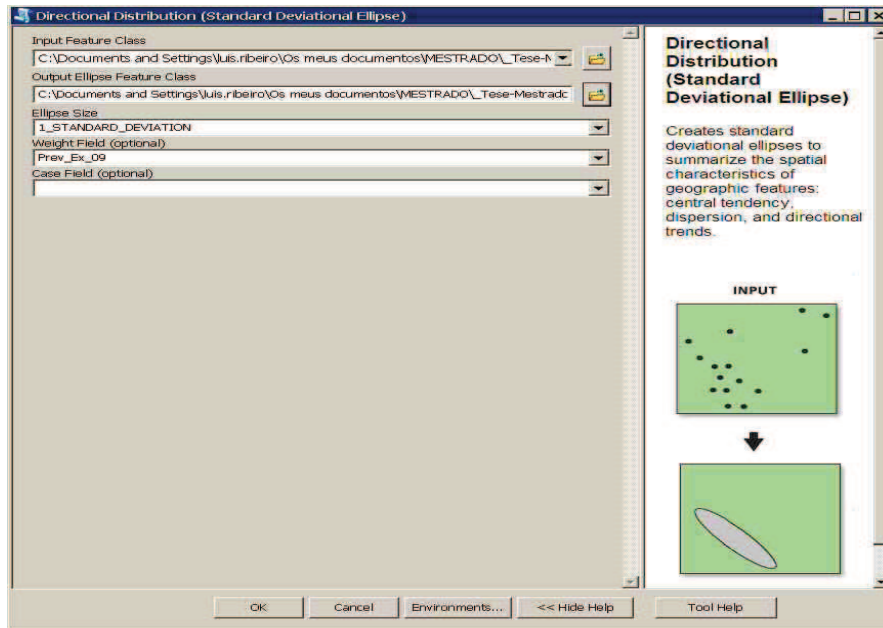 Directional Distribution (Standard Deviational Ellipse)
Input Feature Class
C:\Documents and Settings\luis.ribeiro\Os meus documentos\MESTRADO\_Tese-M
Output Ellipse Feature Class
C:\Documents and Settings\luis.ribeiro\Os meus documentos\MESTRADO\_Tese-Mestradc
Ellipse Size
1_STANDARD_DEVIATION
Weight Field (optional)
Prev_Ex_09
Case Field (optional)
OK
Cancel
Environments...
<< Hide Help
Tool Help
Directional
Distribution
(Standard
Deviational Ellipse)
Creates standard
deviational ellipses to
summarize the spatial
characteristics of
geographic features:
central tendency,
dispersion, and directional
trends.
INPUT